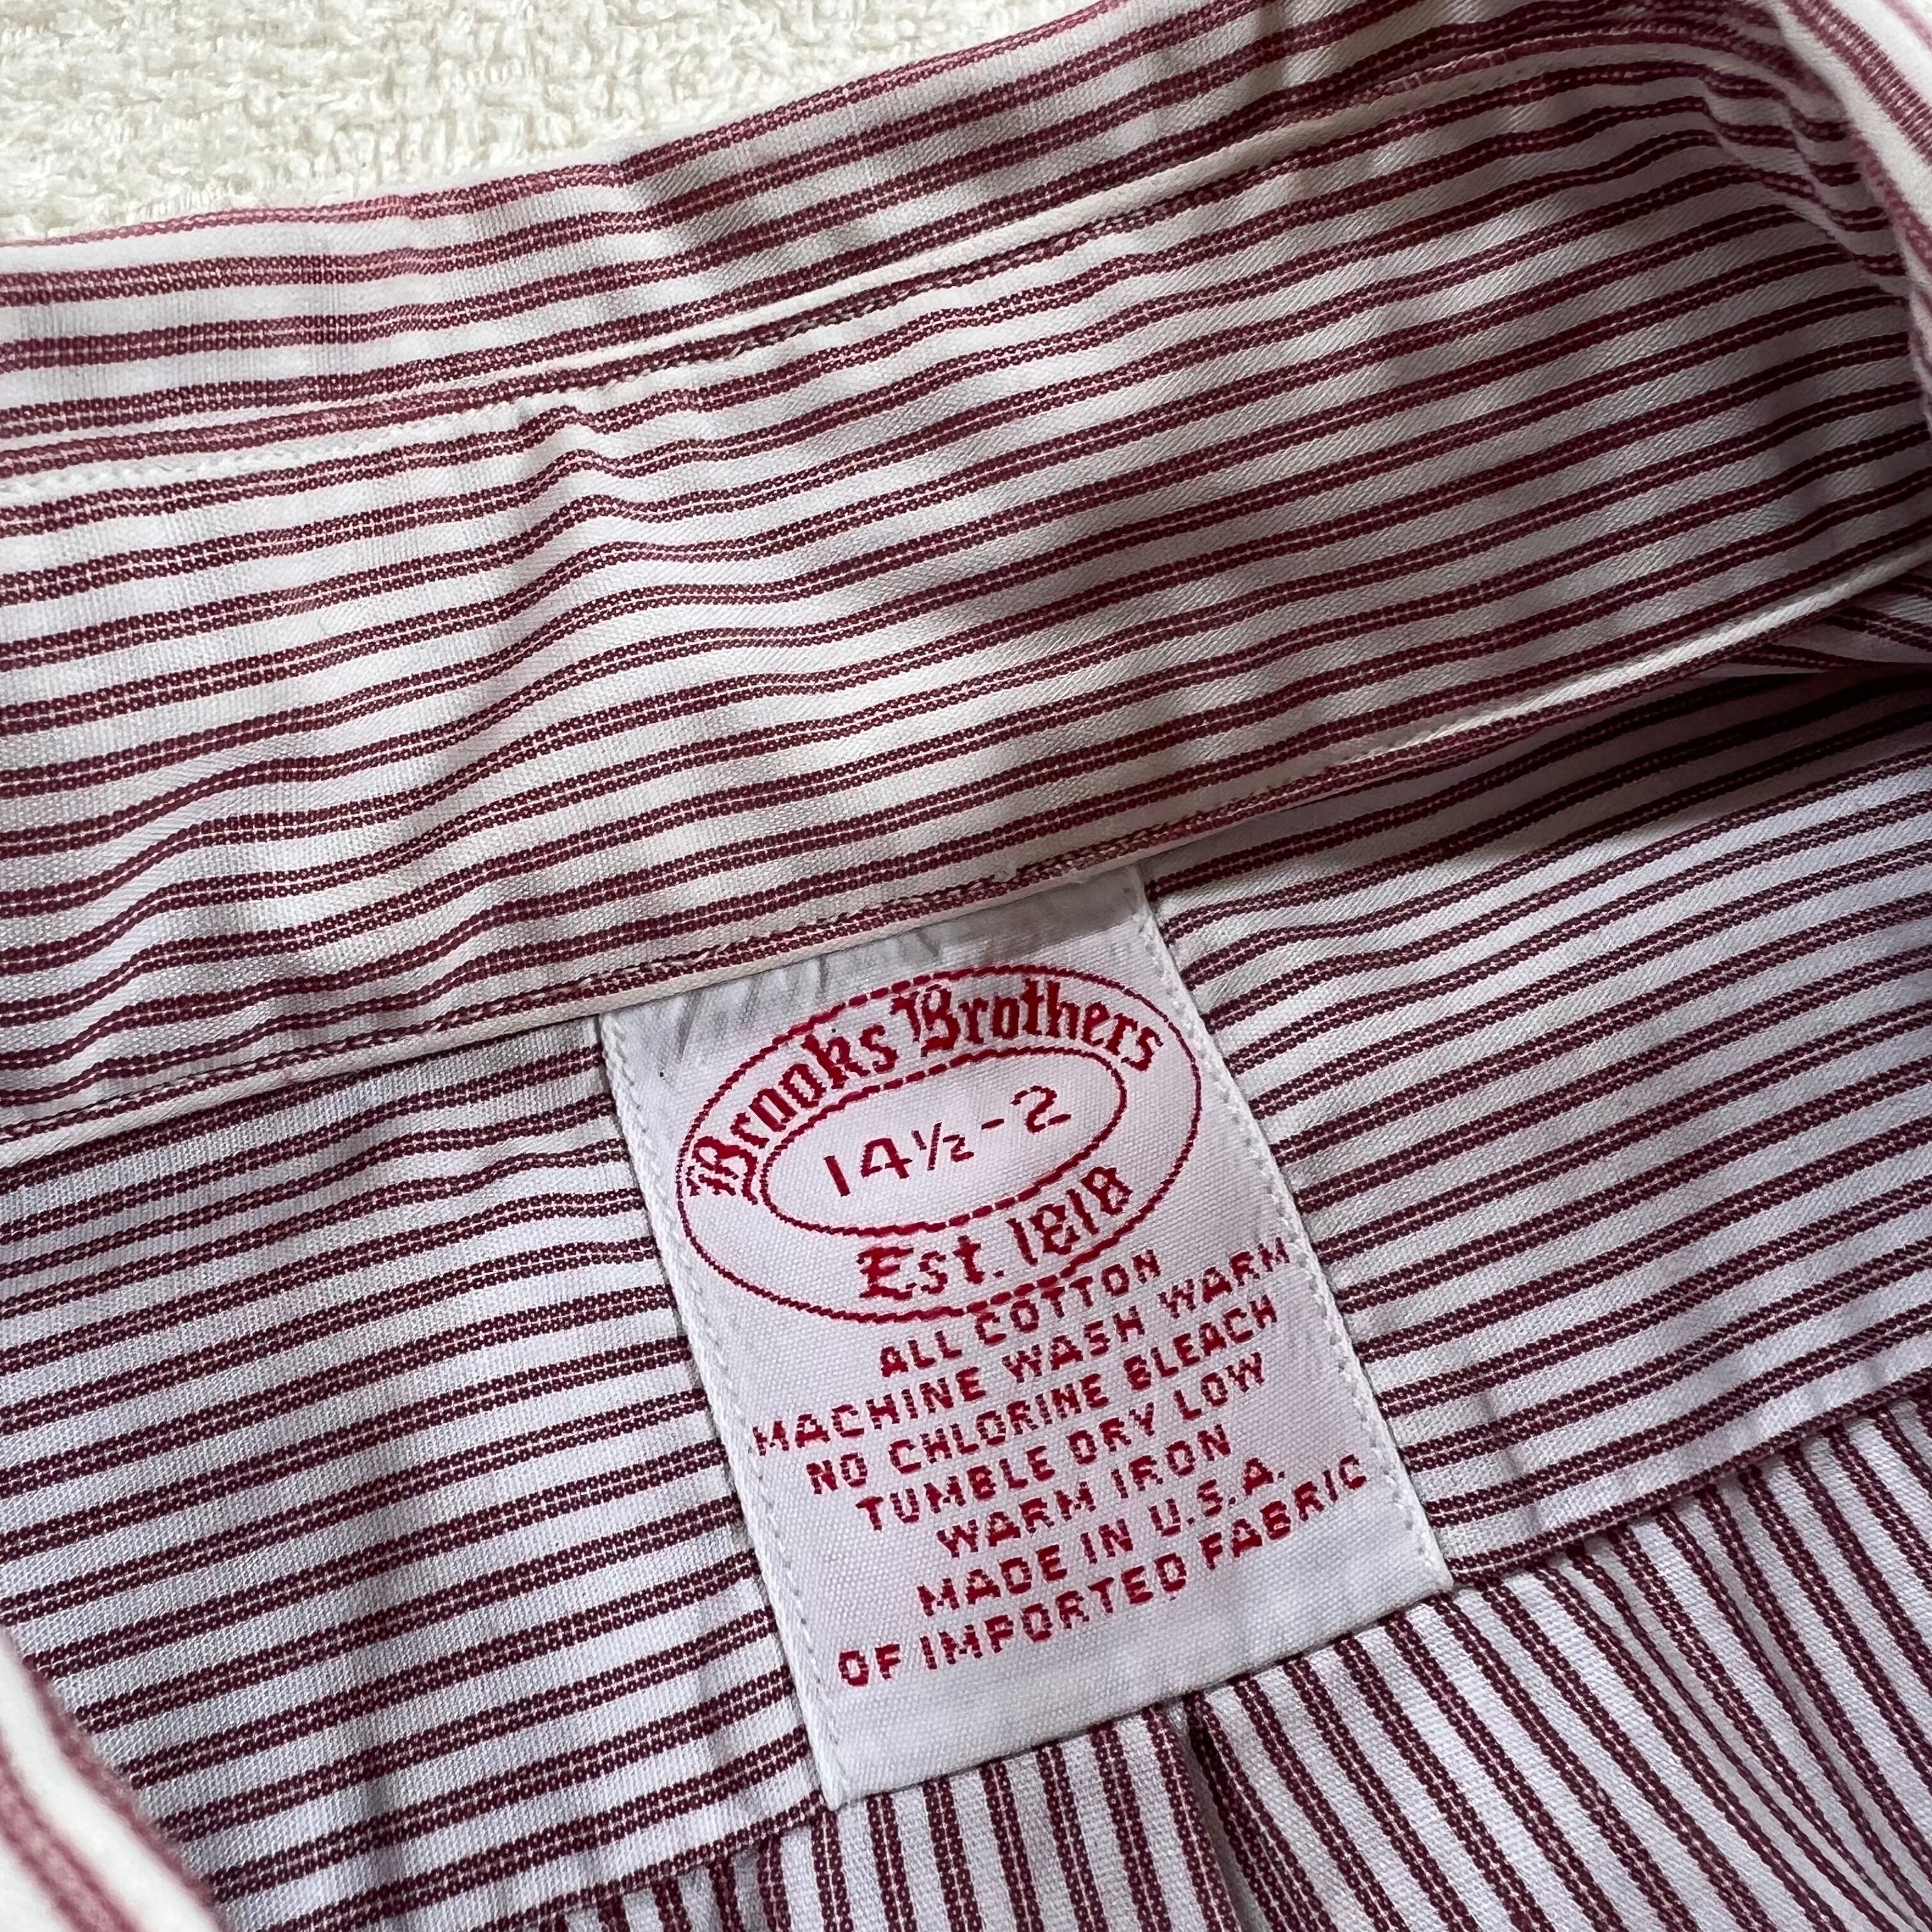 Brooks Brothers
14½-2
Est. 1818
ALL COTTON
MACHINE WASH WARM
NO CHLORINE BLEACH
TUMBLE DRY LOW
WARM IRON
MADE IN U.S.A.
OF IMPORTED FABRIC